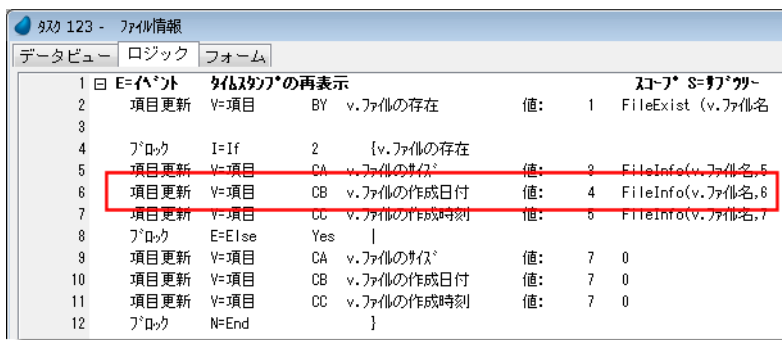 タスク 123 - ファイル情報
データビュー ロジック フォーム
1 E=イベント タイムスタンプの再表示 スコープ S=サブツリー
2 項目更新 V=項目 BY v.ファイルの存在 値: 1 FileExist (v.ファイル名
3
4 ブロック I=If 2 {v.ファイルの存在
5 項目更新 V=項目 CA v.ファイルのサイズ 値: 3 FileInfo(v.ファイル名,5
6 項目更新 V=項目 CB v.ファイルの作成日付 値: 4 FileInfo(v.ファイル名,6
7 項目更新 V=項目 CC v.ファイルの作成時刻 値: 5 FileInfo(v.ファイル名,7
8 ブロック E=Else Yes |
9 項目更新 V=項目 CA v.ファイルのサイズ 値: 7 0
10 項目更新 V=項目 CB v.ファイルの作成日付 値: 7 0
11 項目更新 V=項目 CC v.ファイルの作成時刻 値: 7 0
12 ブロック N=End }